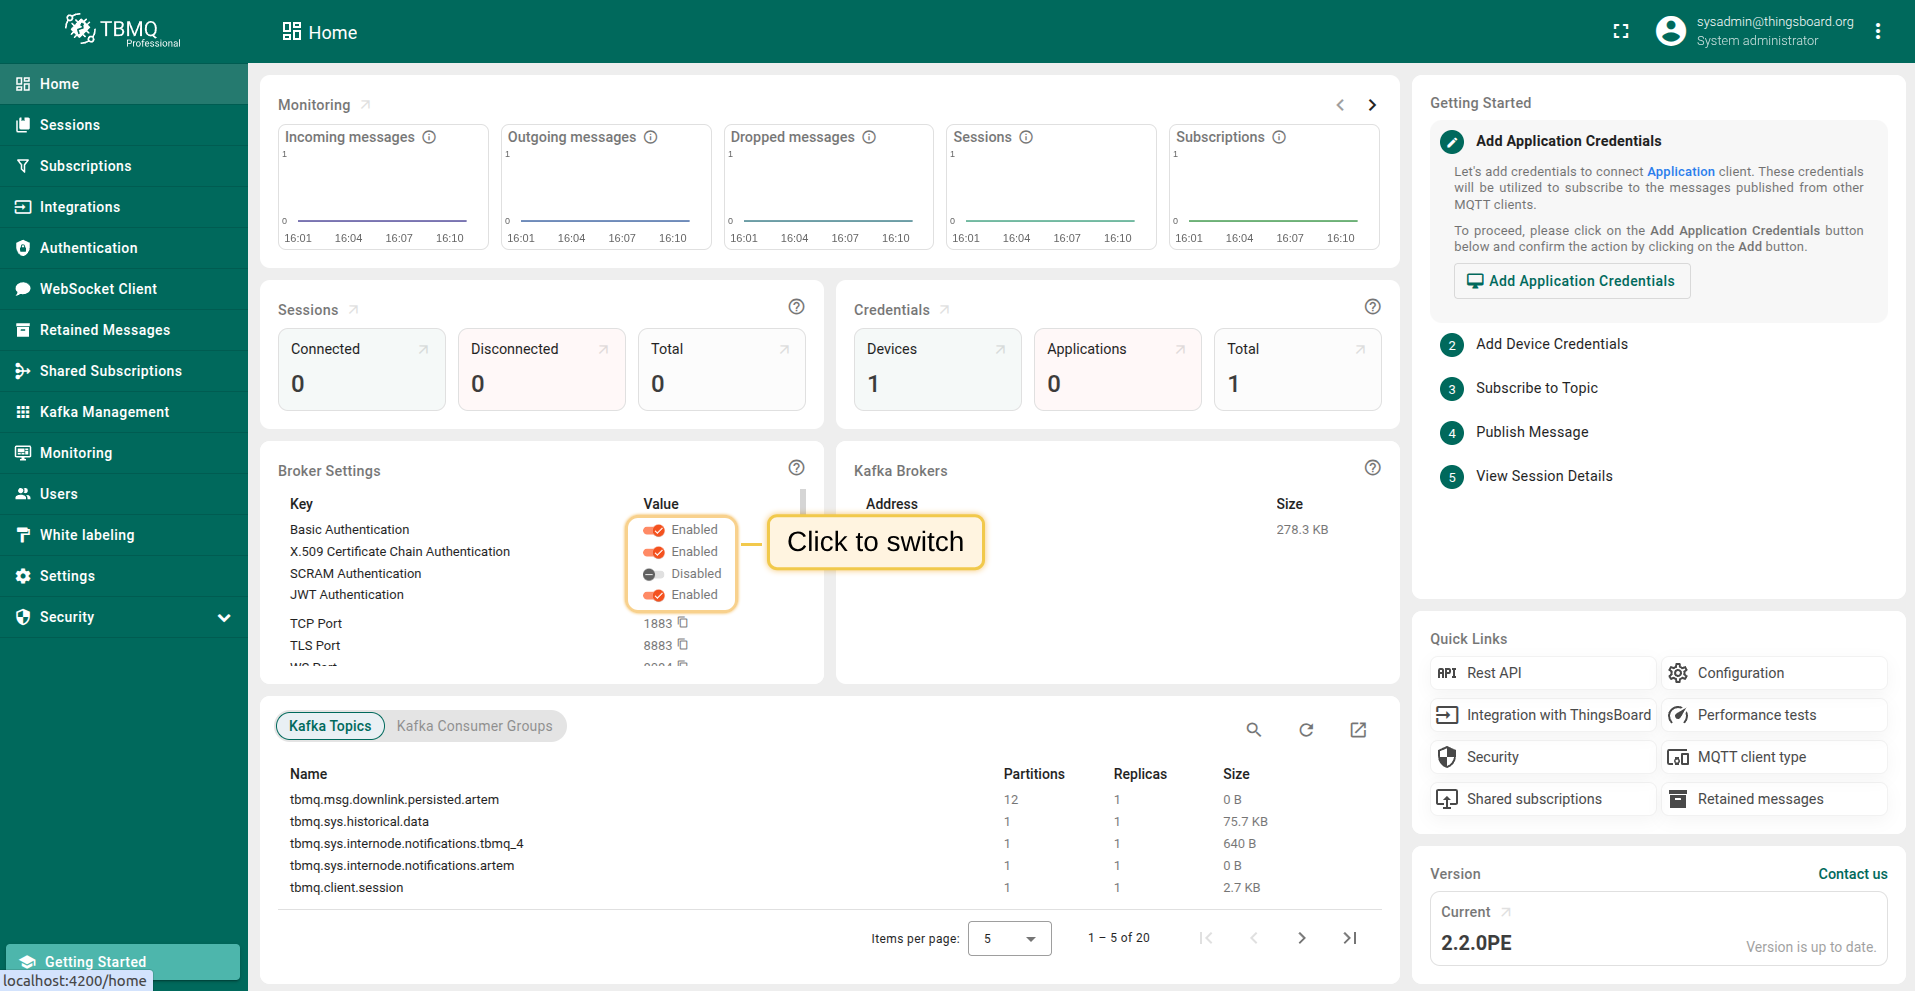 TBMQ
Professional
Home
sysadmin@thingsboard.org
System administrator
Home
Sessions
Subscriptions
Integrations
Authentication
WebSocket Client
Retained Messages
Shared Subscriptions
Kafka Management
Monitoring
Users
White labeling
Settings
Security
Getting Started
localhost:4200/home
Monitoring
Incoming messages
1
0
16:01 16:04 16:07 16:10
Outgoing messages
1
0
16:01 16:04 16:07 16:10
Dropped messages
1
0
16:01 16:04 16:07 16:10
Sessions
1
0
16:01 16:04 16:07 16:10
Subscriptions
1
0
16:01 16:04 16:07 16:10
Sessions
Connected
0
Disconnected
0
Total
0
Credentials
Devices
1
Applications
0
Total
1
Broker Settings
Key Value
Basic Authentication Enabled
X.509 Certificate Chain Authentication Enabled
SCRAM Authentication Disabled
JWT Authentication Enabled
TCP Port 1883
TLS Port 8883
WS Port
Click to switch
Kafka Brokers
Address Size
278.3 KB
Kafka Topics Kafka Consumer Groups
Name Partitions Replicas Size
tbmq.msg.downlink.persisted.artem 12 1 0 B
tbmq.sys.historical.data 1 1 75.7 KB
tbmq.sys.internode.notifications.tbmq_4 1 1 640 B
tbmq.sys.internode.notifications.artem 1 1 0 B
tbmq.client.session 1 1 2.7 KB
Items per page: 5 1 – 5 of 20
Getting Started
Add Application Credentials
Let's add credentials to connect Application client. These credentials
will be utilized to subscribe to the messages published from other
MQTT clients.
To proceed, please click on the Add Application Credentials button
below and confirm the action by clicking on the Add button.
Add Application Credentials
2 Add Device Credentials
3 Subscribe to Topic
4 Publish Message
5 View Session Details
Quick Links
API Rest API
Configuration
Integration with ThingsBoard
Performance tests
Security
MQTT client type
Shared subscriptions
Retained messages
Version Contact us
Current
2.2.0PE
Version is up to date.